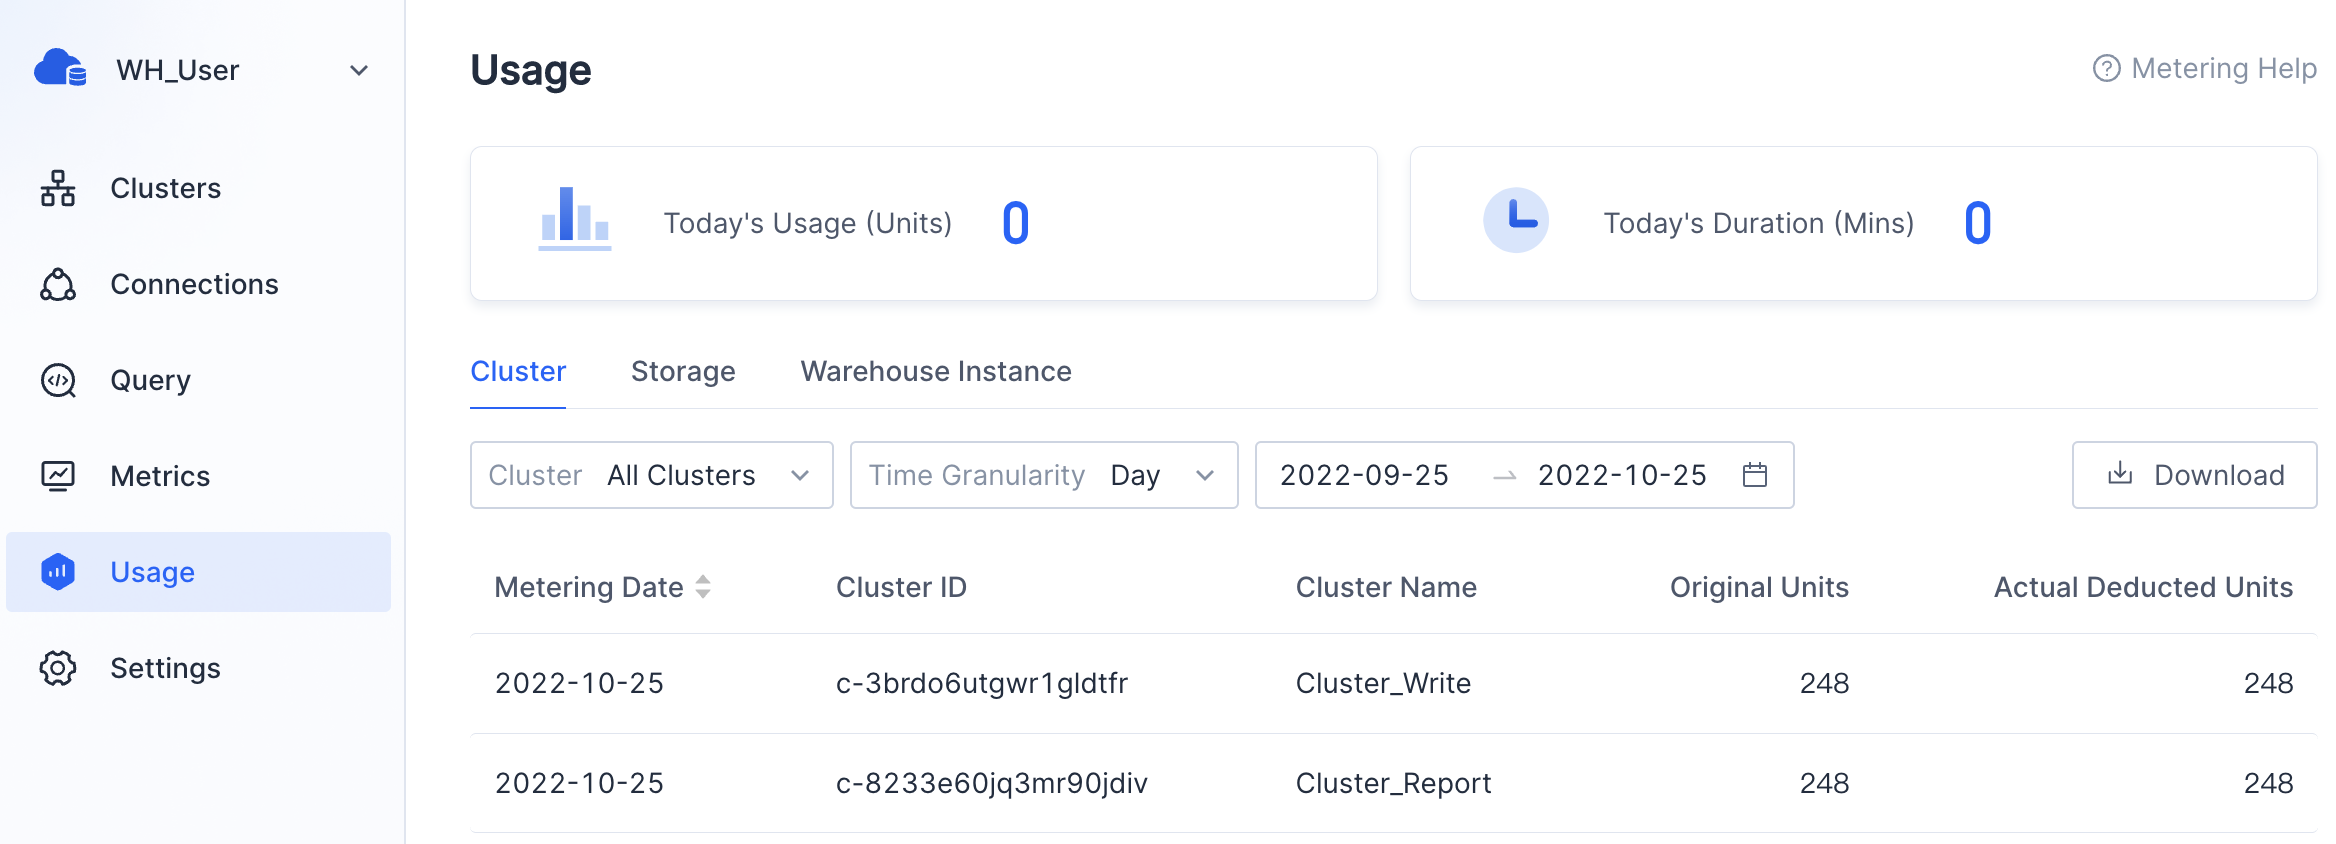 WH_User
Clusters
Connections
Query
Metrics
Usage
Settings
Usage
Metering Help
Today's Usage (Units) 0
Today's Duration (Mins) 0
Cluster Storage Warehouse Instance
Cluster All Clusters Time Granularity Day 2022-09-25 → 2022-10-25 Download
Metering Date Cluster ID Cluster Name Original Units Actual Deducted Units
2022-10-25 c-3brdo6utgwr1gldtfr Cluster_Write 248 248
2022-10-25 c-8233e60jq3mr90jdiv Cluster_Report 248 248